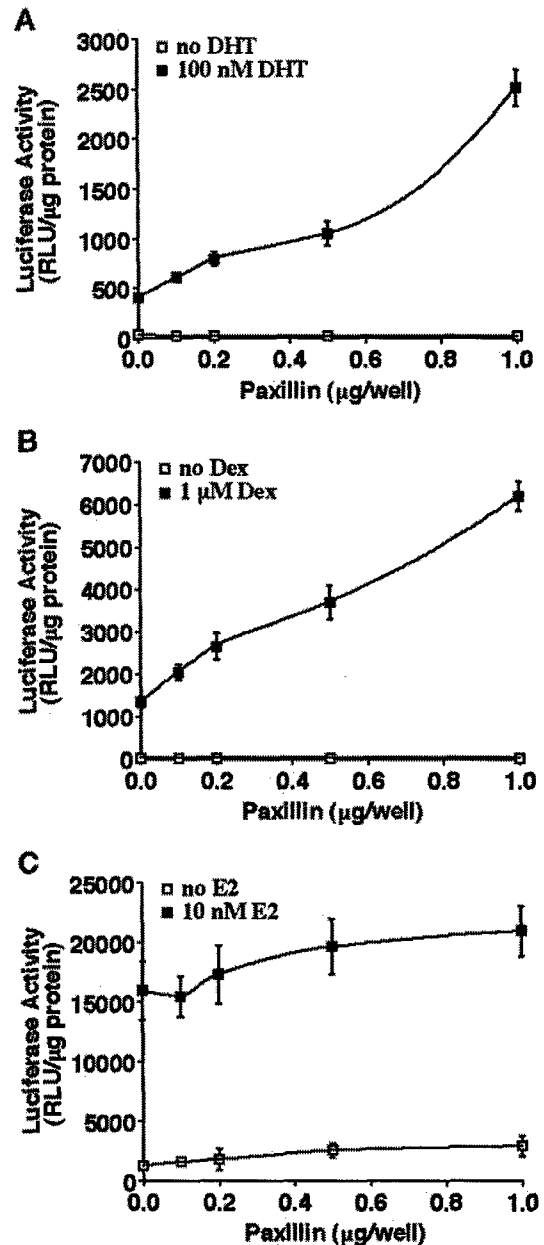 A
no DHT
100 nM DHT
Luciferase Activity
(RLU/µg protein)
3000
2500
2000
1500
1000
500
0
0.0 0.2 0.4 0.6 0.8 1.0
Paxillin (µg/well)
B
no Dex
1 µM Dex
Luciferase Activity
(RLU/µg protein)
7000
6000
5000
4000
3000
2000
1000
0
0.0 0.2 0.4 0.6 0.8 1.0
Paxillin (µg/well)
C
no E2
10 nM E2
Luciferase Activity
(RLU/µg protein)
25000
20000
15000
10000
5000
0
0.0 0.2 0.4 0.6 0.8 1.0
Paxillin (µg/well)